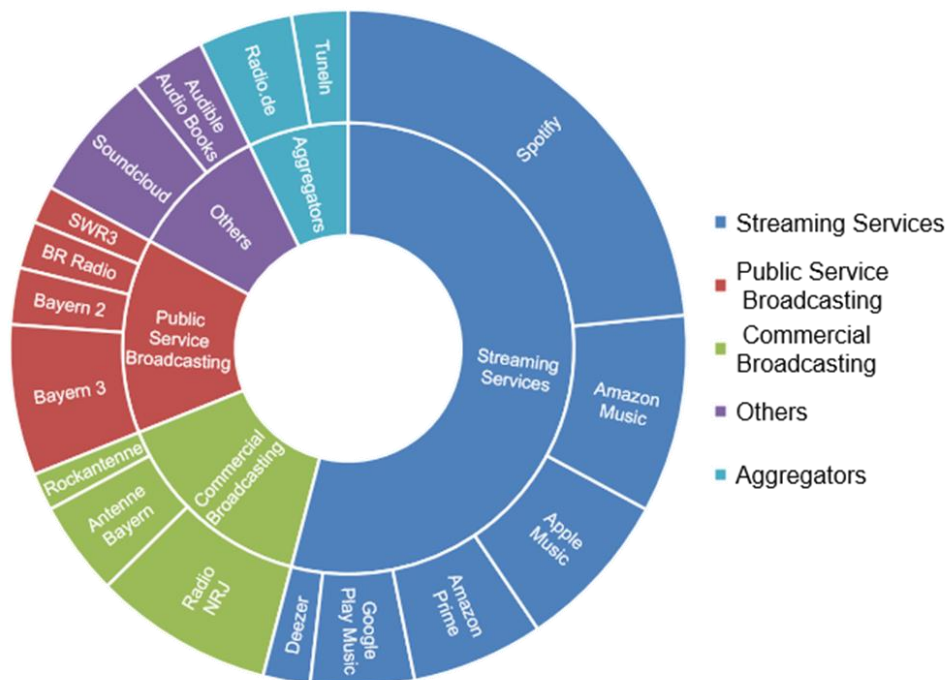 Spotify
Amazon
Music
Apple
Music
Amazon
Prime
Google
Play Music
Deezer
Radio
NRJ
Antenne
Bayern
Rockantenne
Bayern 3
Bayern 2
BR Radio
SWR3
Soundcloud
Audible
Audio Books
Radio.de
TuneIn
Streaming
Services
Commercial
Broadcasting
Public
Service
Broadcasting
Others
Aggregators
Streaming Services
Public Service
Broadcasting
Commercial
Broadcasting
Others
Aggregators